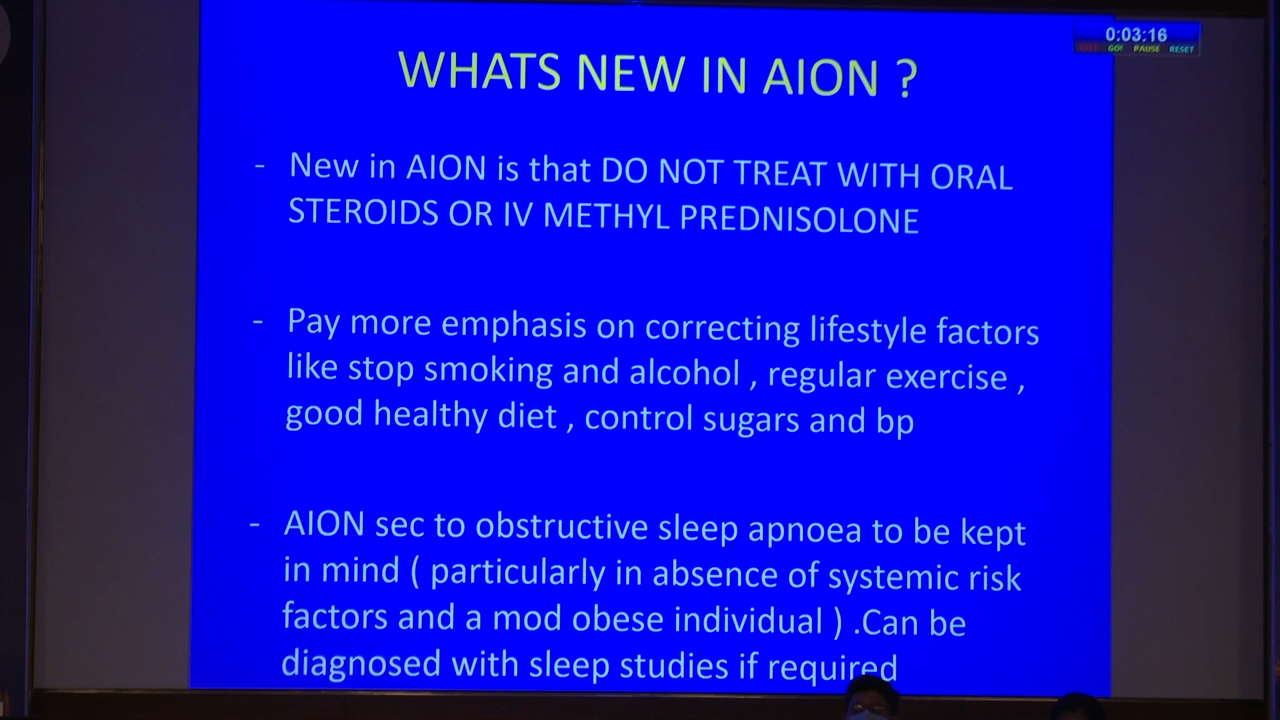 0:03:16
GO! PAUSE RESET
WHATS NEW IN AION ?
- New in AION is that DO NOT TREAT WITH ORAL
STEROIDS OR IV METHYL PREDNISOLONE
- Pay more emphasis on correcting lifestyle factors
like stop smoking and alcohol , regular exercise ,
good healthy diet , control sugars and bp
- AION sec to obstructive sleep apnoea to be kept
in mind ( particularly in absence of systemic risk
factors and a mod obese individual ) .Can be
diagnosed with sleep studies if required